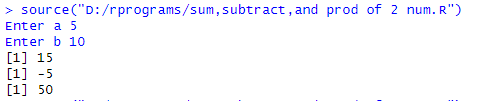 > source("D:/rprograms/sum,subtract,and prod of 2 num.R")
Enter a 5
Enter b 10
[1] 15
[1] -5
[1] 50